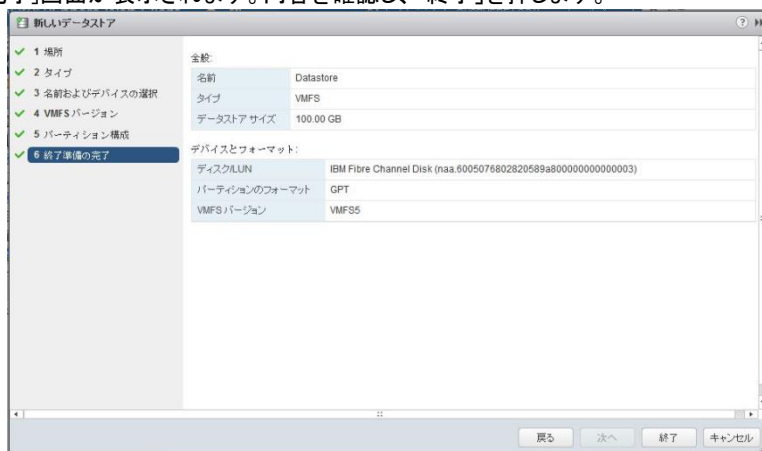 完了」画面が表示されます。内容を確認し、「終了」を押します。
新しいデータストア
?
✓ 1 場所
✓ 2 タイプ
✓ 3 名前およびデバイスの選択
✓ 4 VMFS バージョン
✓ 5 パーティション構成
✓ 6 終了準備の完了
全般:
名前 Datastore
タイプ VMFS
データストア サイズ 100.00 GB
デバイスとフォーマット:
ディスク/LUN IBM Fibre Channel Disk (naa.6005076802820589a800000000000003)
パーティションのフォーマット GPT
VMFS バージョン VMFS5
戻る 次へ 終了 キャンセル